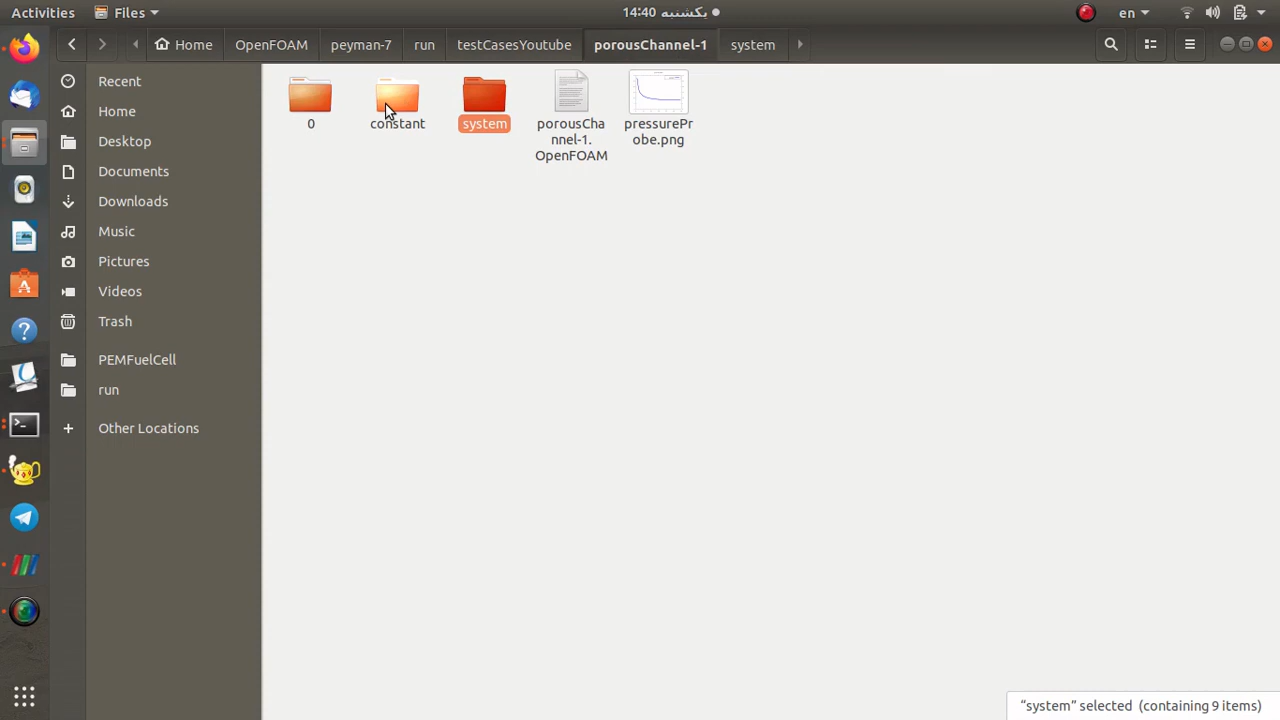 Activities Files 14:40 یکشنبه en
Home OpenFOAM peyman-7 run testCasesYoutube porousChannel-1 system
Recent
Home
Desktop
Documents
Downloads
Music
Pictures
Videos
Trash
PEMFuelCell
run
Other Locations
0
constant
system
porousCha
nnel-1.
OpenFOAM
pressurePr
obe.png
“system” selected (containing 9 items)